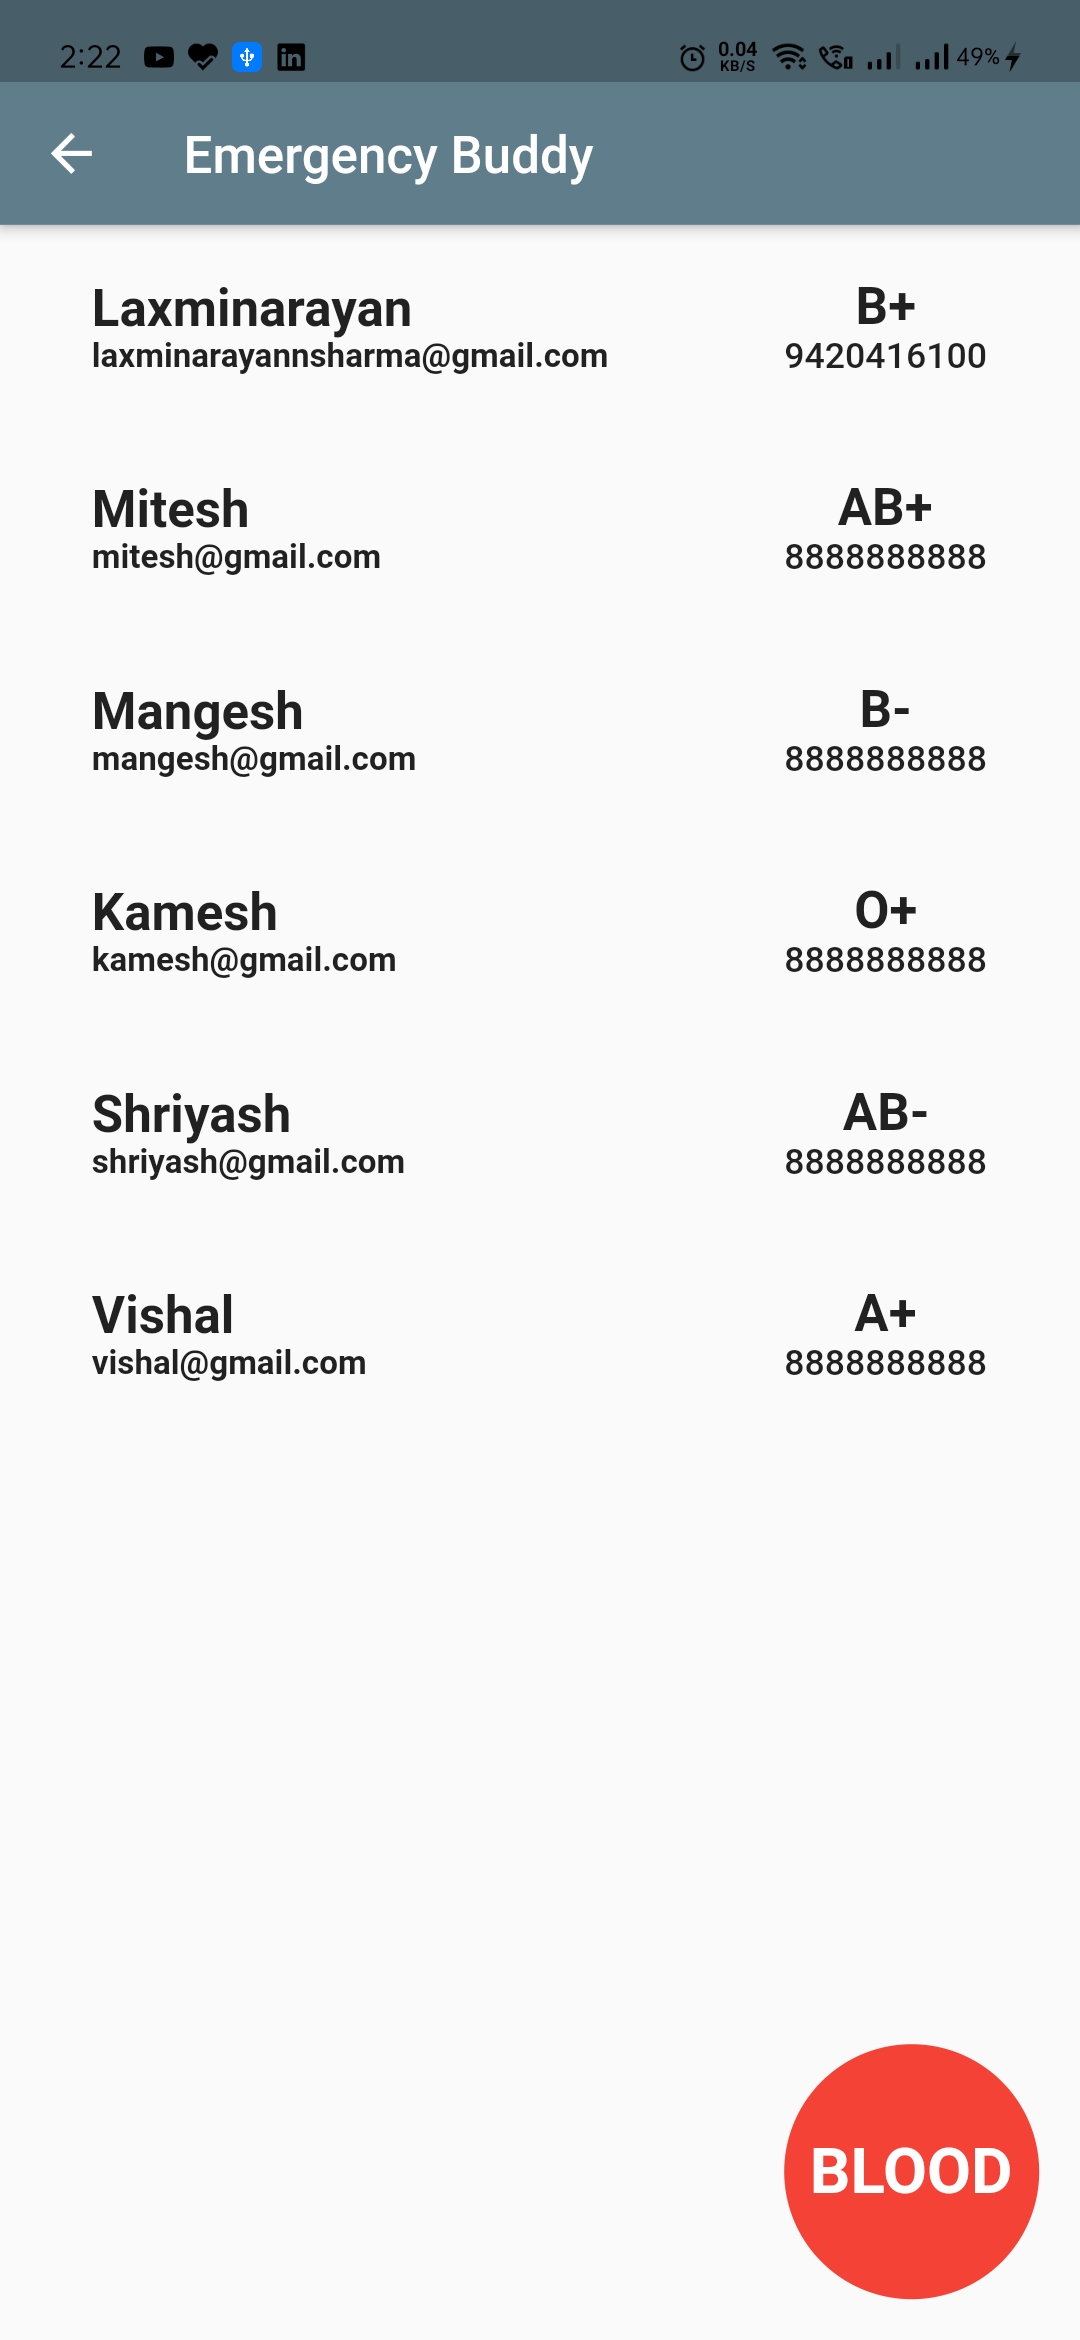 2:22 0.04 KB/S 49%
Emergency Buddy
Laxminarayan B+
laxminarayannsharma@gmail.com 9420416100
Mitesh AB+
mitesh@gmail.com 8888888888
Mangesh B-
mangesh@gmail.com 8888888888
Kamesh O+
kamesh@gmail.com 8888888888
Shriyash AB-
shriyash@gmail.com 8888888888
Vishal A+
vishal@gmail.com 8888888888
BLOOD